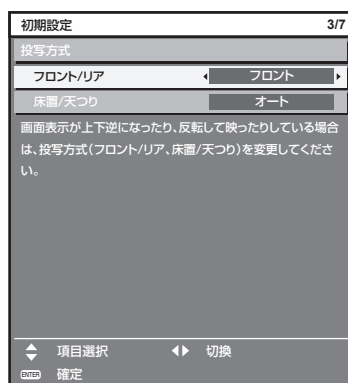 初期設定 3/7
投写方式
フロント/リア フロント
床置/天つり オート
画面表示が上下逆になったり、反転して映ったりしている場合
は、投写方式(フロント/リア、床置/天つり)を変更してくださ
い。
項目選択 切換
ENTER 確定